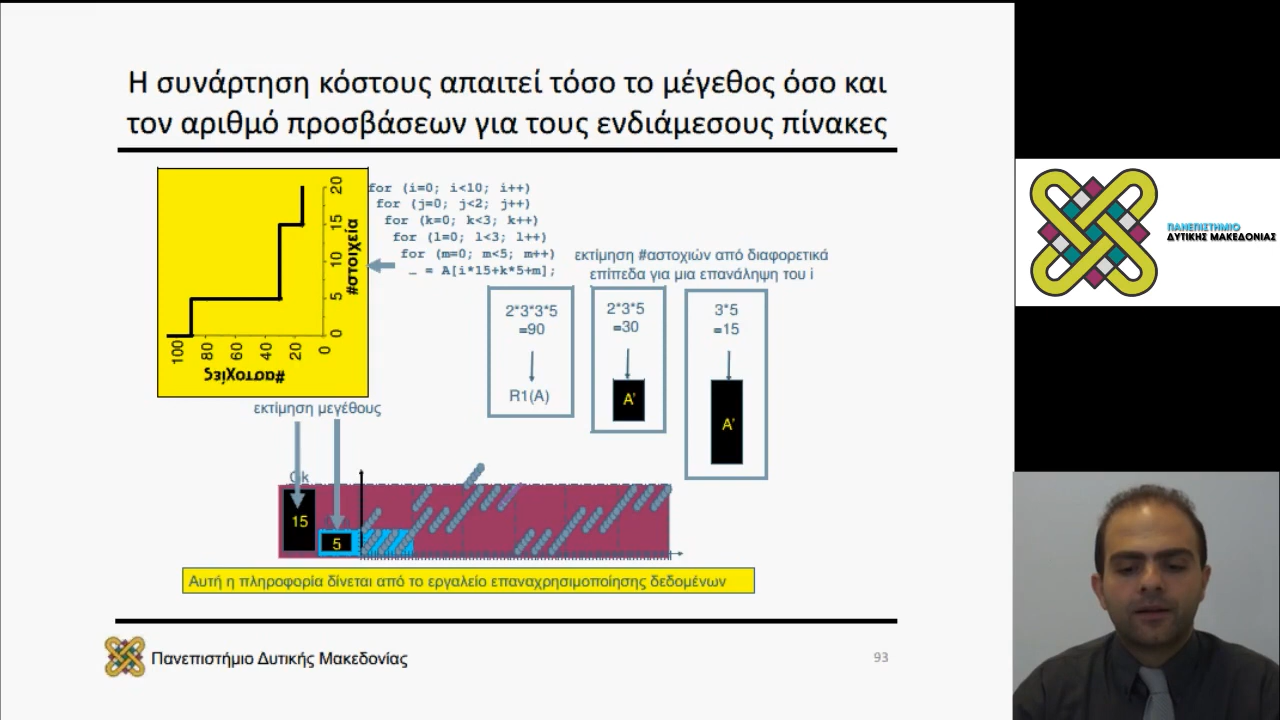 Η συνάρτηση κόστους απαιτεί τόσο το μέγεθος όσο και
τον αριθμό προσβάσεων για τους ενδιάμεσους πίνακες
for (i=0; i<10; i++)
for (j=0; j<2; j++)
for (k=0; k<3; k++)
for (l=0; l<3; l++)
for (m=0; m<5; m++)
… = A[i*15+k*5+m];
#στοιχεία
0
5
10
15
20
#αστοχίες
100
80
60
40
20
0
εκτίμηση #αστοχιών από διαφορετικά
επίπεδα για μια επανάληψη του i
2*3*3*5
=90
R1(A)
2*3*5
=30
A'
3*5
=15
A'
εκτίμηση μεγέθους
15
5
Αυτή η πληροφορία δίνεται από το εργαλείο επαναχρησιμοποίησης δεδομένων
Πανεπιστήμιο Δυτικής Μακεδονίας
93
ΠΑΝΕΠΙΣΤΗΜΙΟ
ΔΥΤΙΚΗΣ ΜΑΚΕΔΟΝΙΑΣ